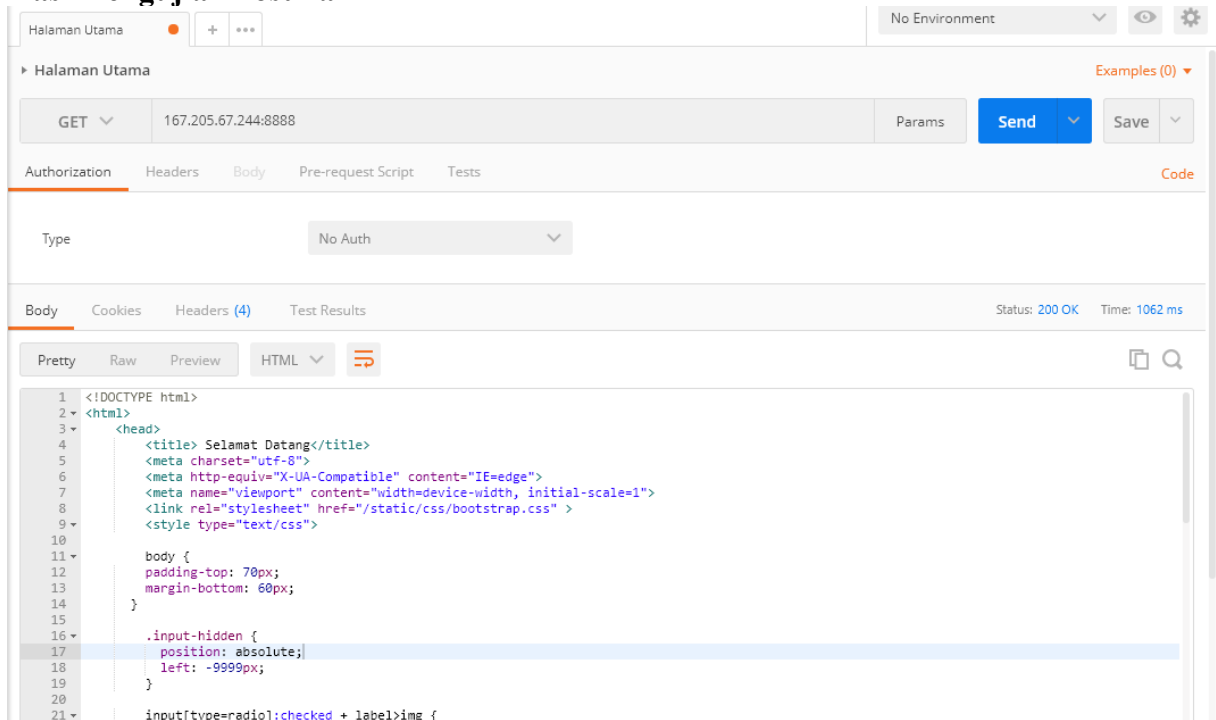 Halaman Utama
No Environment
Halaman Utama
Examples (0)
GET 167.205.67.244:8888 Params Send Save
Authorization Headers Body Pre-request Script Tests Code
Type No Auth
Body Cookies Headers (4) Test Results Status: 200 OK Time: 1062 ms
Pretty Raw Preview HTML
1 <!DOCTYPE html>
2 <html>
3 <head>
4 <title> Selamat Datang</title>
5 <meta charset="utf-8">
6 <meta http-equiv="X-UA-Compatible" content="IE=edge">
7 <meta name="viewport" content="width=device-width, initial-scale=1">
8 <link rel="stylesheet" href="/static/css/bootstrap.css" >
9 <style type="text/css">
10
11 body {
12 padding-top: 70px;
13 margin-bottom: 60px;
14 }
15
16 .input-hidden {
17 position: absolute;
18 left: -9999px;
19 }
20
21 input[type=radio]:checked + label>img {